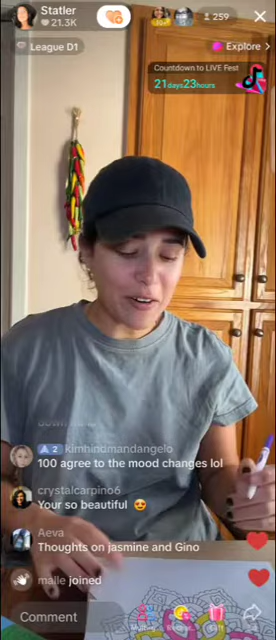 Statler
21.3K
259
League D1
Explore >
Countdown to LIVE Fest
21days23hours
2 kimhindmandangelo
100 agree to the mood changes lol
crystalcarpino6
Your so beautiful 😍
Aeva
Thoughts on jasmine and Gino
maile joined
Comment